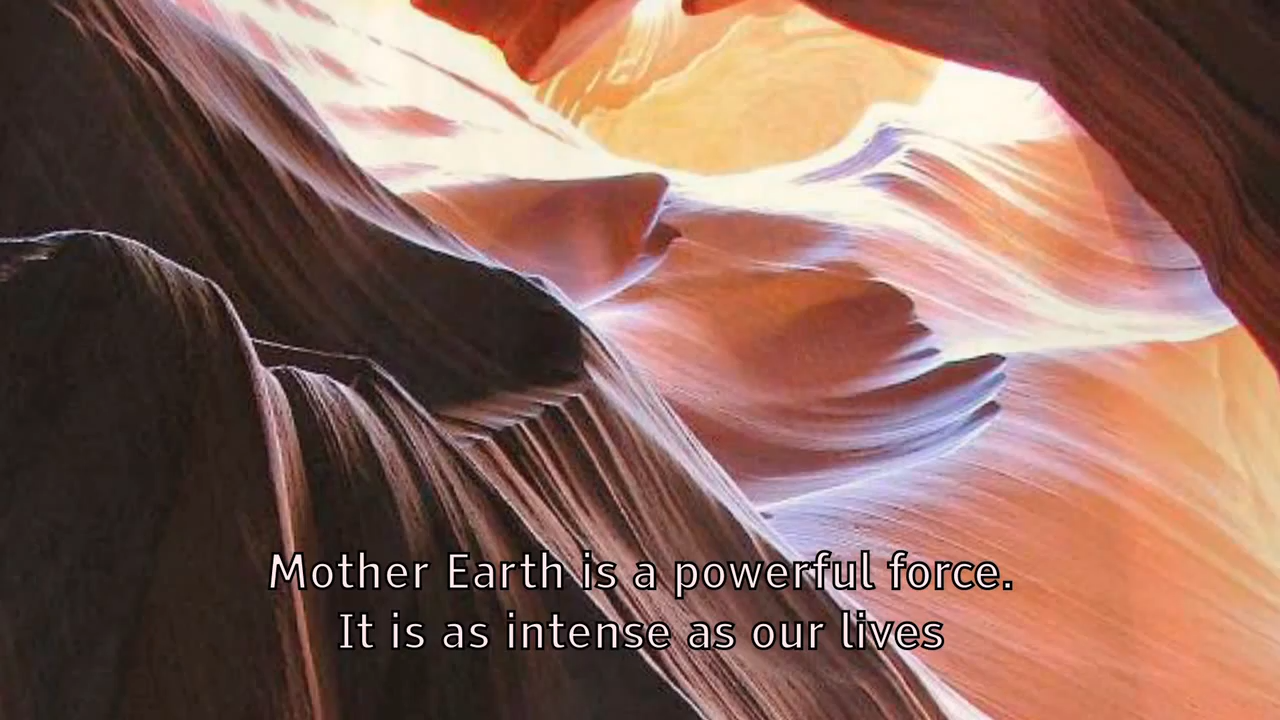 Mother Earth is a powerful force.
It is as intense as our lives